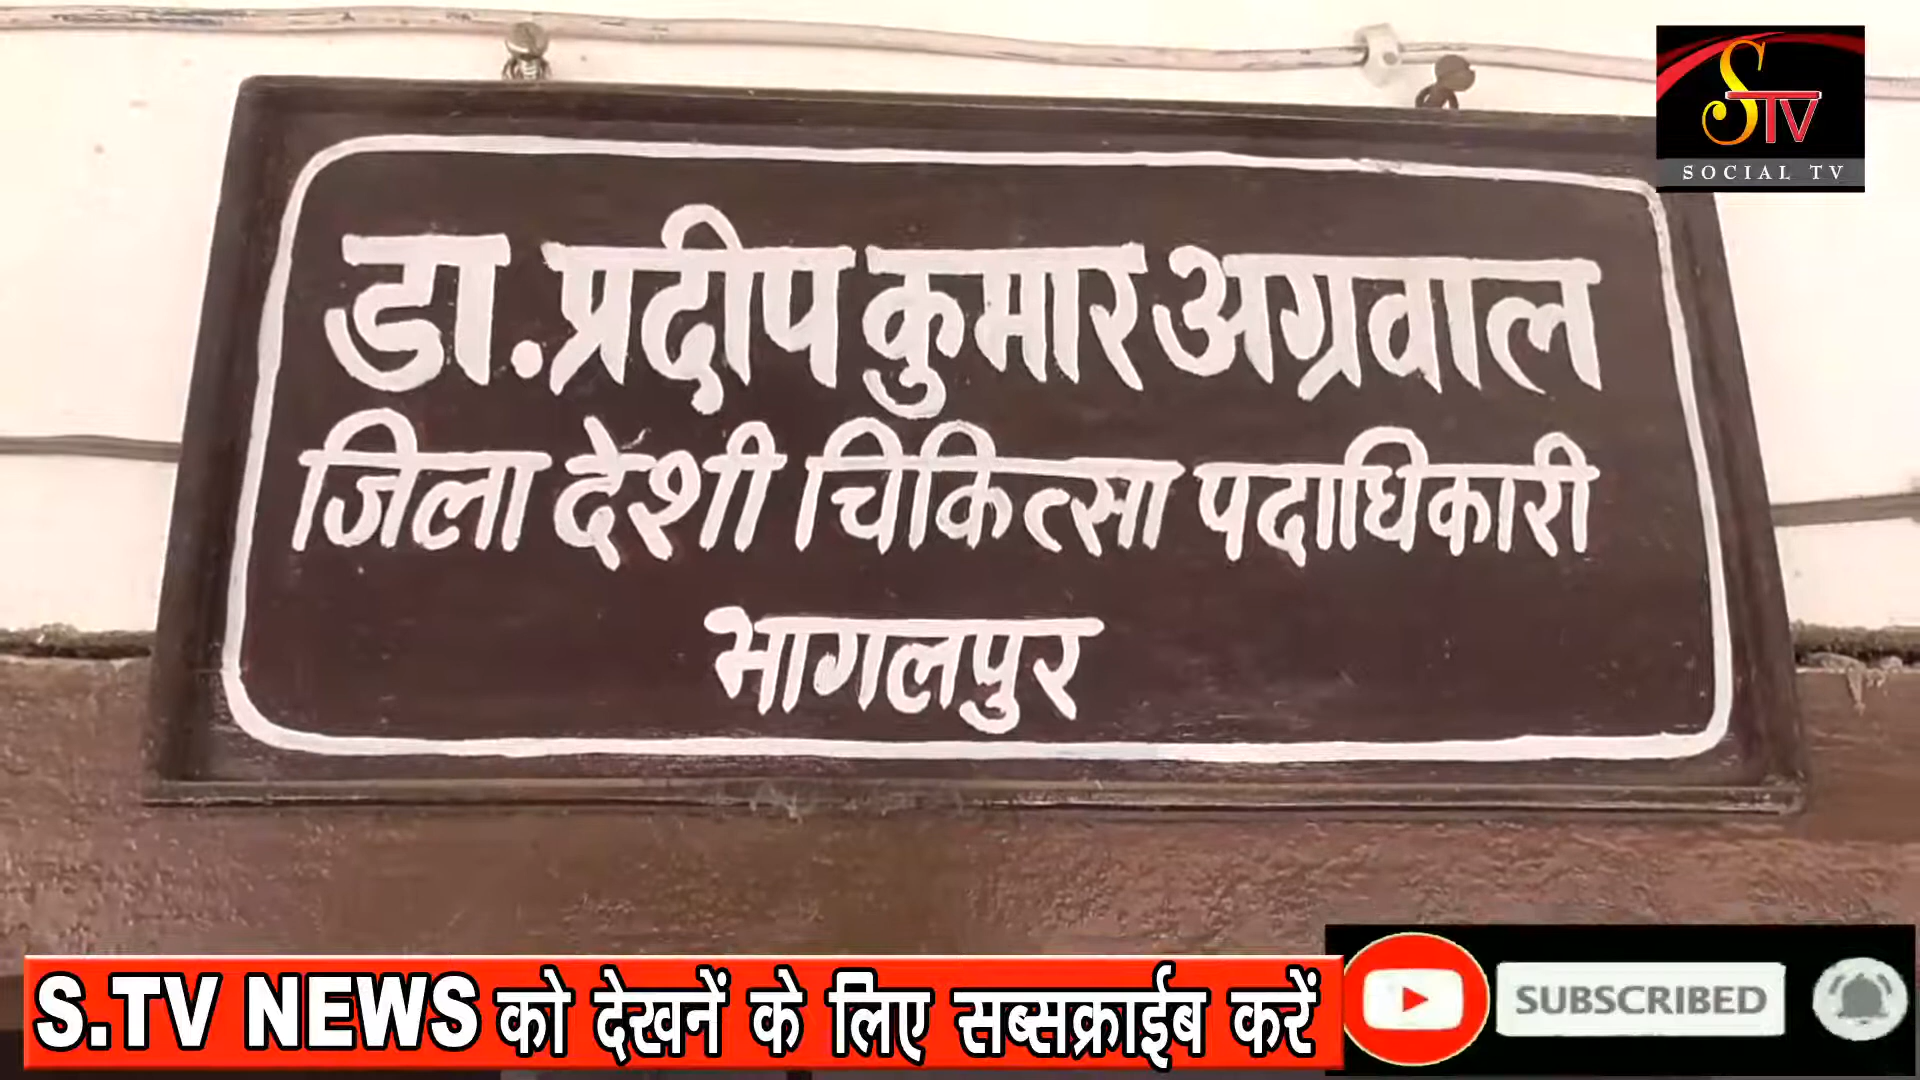 STV
SOCIAL TV
डा. प्रदीप कुमार अग्रवाल
जिला देशी चिकित्सा पदाधिकारी
भागलपुर
S.TV NEWS को देखनें के लिए सब्सक्राईब करें
SUBSCRIBED